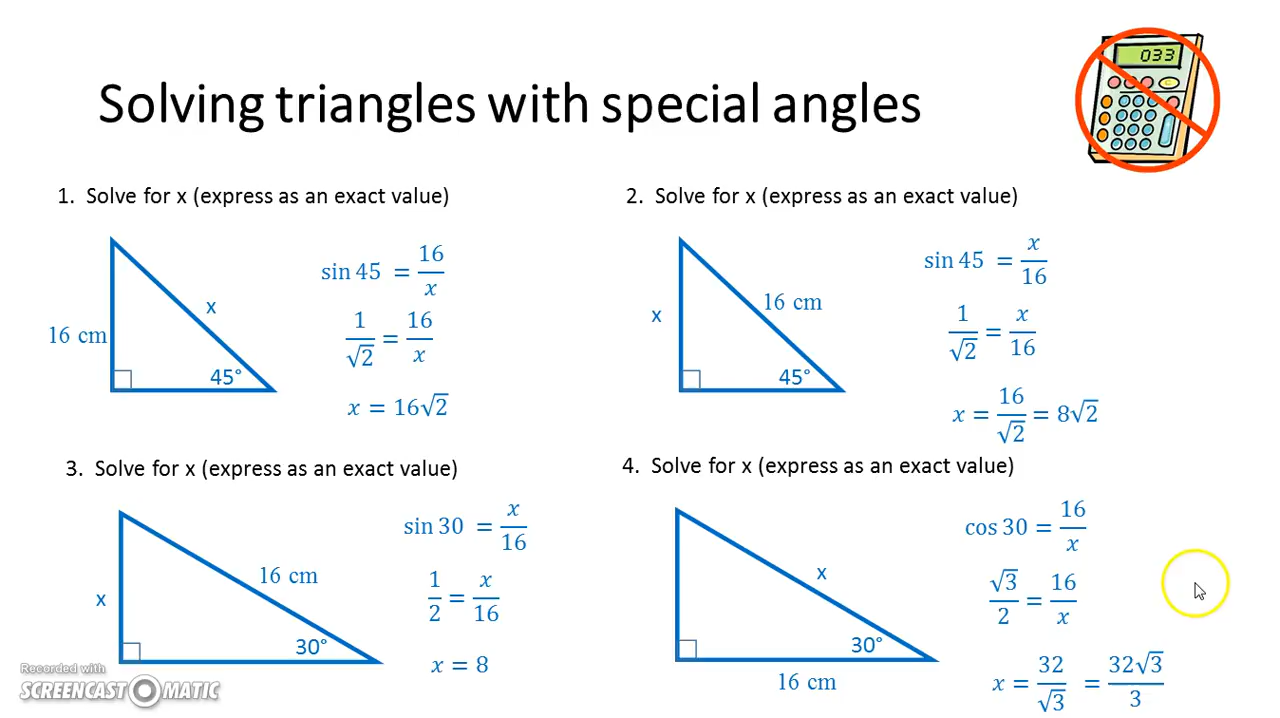 Solving triangles with special angles
033
1. Solve for x (express as an exact value)
16 cm
x
45°
sin 45 = 16/x
1/√2 = 16/x
x = 16√2
2. Solve for x (express as an exact value)
x
16 cm
45°
sin 45 = x/16
1/√2 = x/16
x = 16/√2 = 8√2
3. Solve for x (express as an exact value)
x
16 cm
30°
sin 30 = x/16
1/2 = x/16
x = 8
4. Solve for x (express as an exact value)
x
30°
16 cm
cos 30 = 16/x
√3/2 = 16/x
x = 32/√3 = 32√3/3
Recorded with
SCREENCAST O MATIC